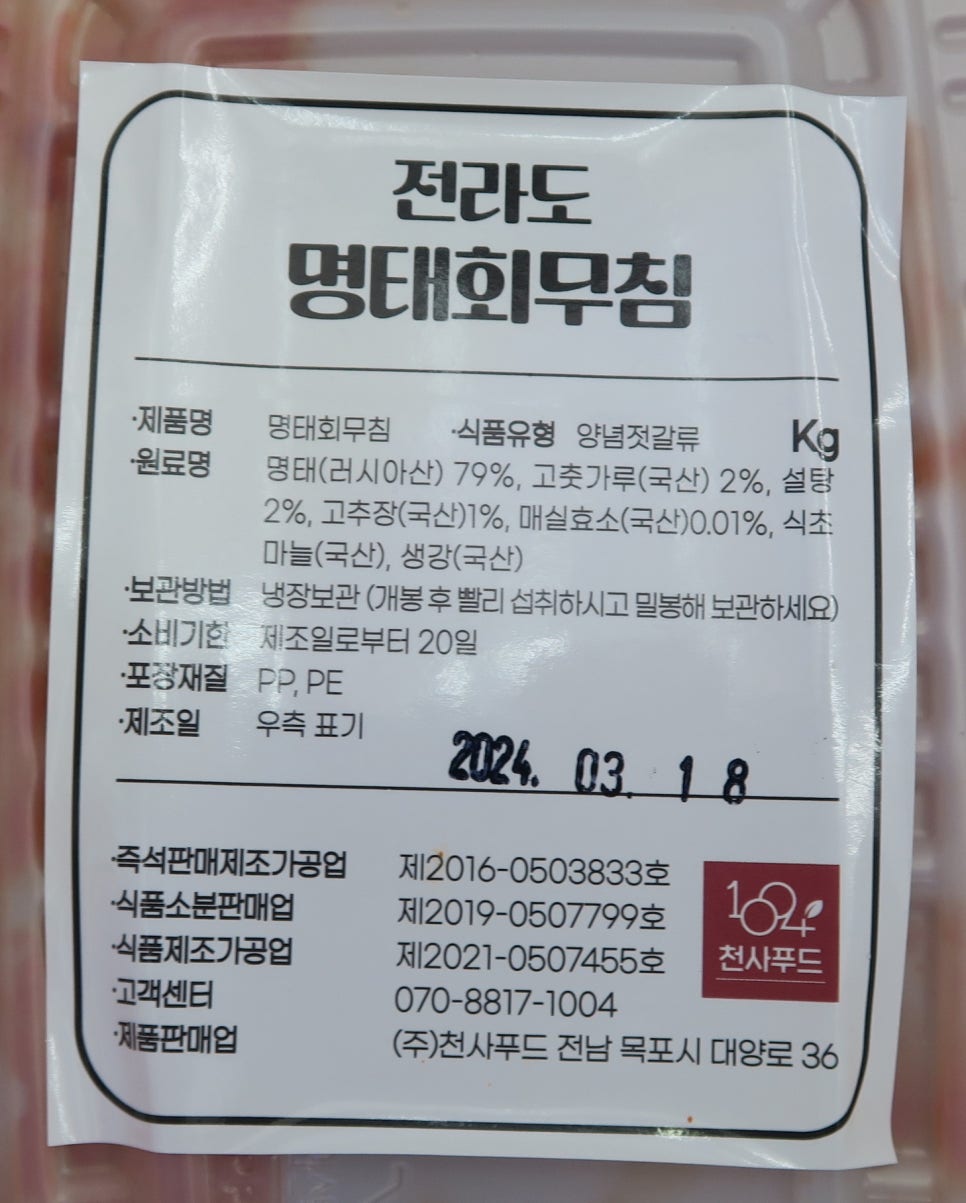 전라도
명태회무침
·제품명 명태회무침 ·식품유형 양념젓갈류 Kg
·원료명 명태(러시아산) 79%, 고춧가루(국산) 2%, 설탕
2%, 고추장(국산)1%, 매실효소(국산)0.01%, 식초
마늘(국산), 생강(국산)
·보관방법 냉장보관 (개봉 후 빨리 섭취하시고 밀봉해 보관하세요)
·소비기한 제조일로부터 20일
·포장재질 PP, PE
·제조일 우측 표기
2024. 03. 1 8
·즉석판매제조가공업 제2016-0503833호
·식품소분판매업 제2019-0507799호
·식품제조가공업 제2021-0507455호
·고객센터 070-8817-1004
·제품판매업 (주)천사푸드 전남 목포시 대양로 36
1004
천사푸드